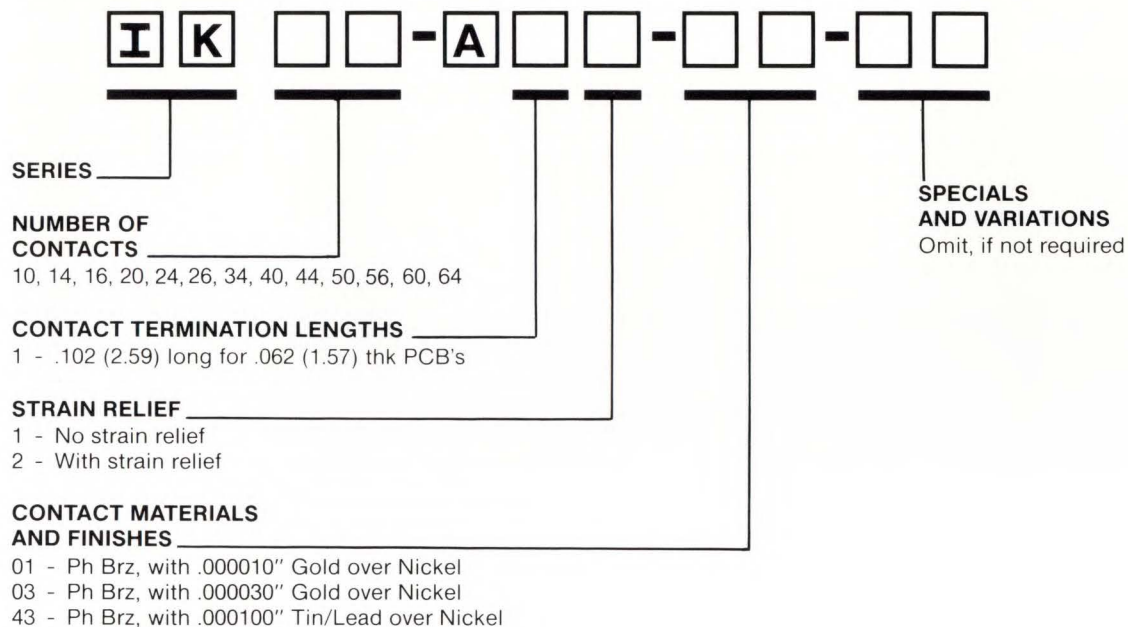 IK -A - -
SERIES
NUMBER OF
CONTACTS
10, 14, 16, 20, 24, 26, 34, 40, 44, 50, 56, 60, 64
CONTACT TERMINATION LENGTHS
1 - .102 (2.59) long for .062 (1.57) thk PCB's
STRAIN RELIEF
1 - No strain relief
2 - With strain relief
CONTACT MATERIALS
AND FINISHES
01 - Ph Brz, with .000010" Gold over Nickel
03 - Ph Brz, with .000030" Gold over Nickel
43 - Ph Brz, with .000100" Tin/Lead over Nickel
SPECIALS
AND VARIATIONS
Omit, if not required